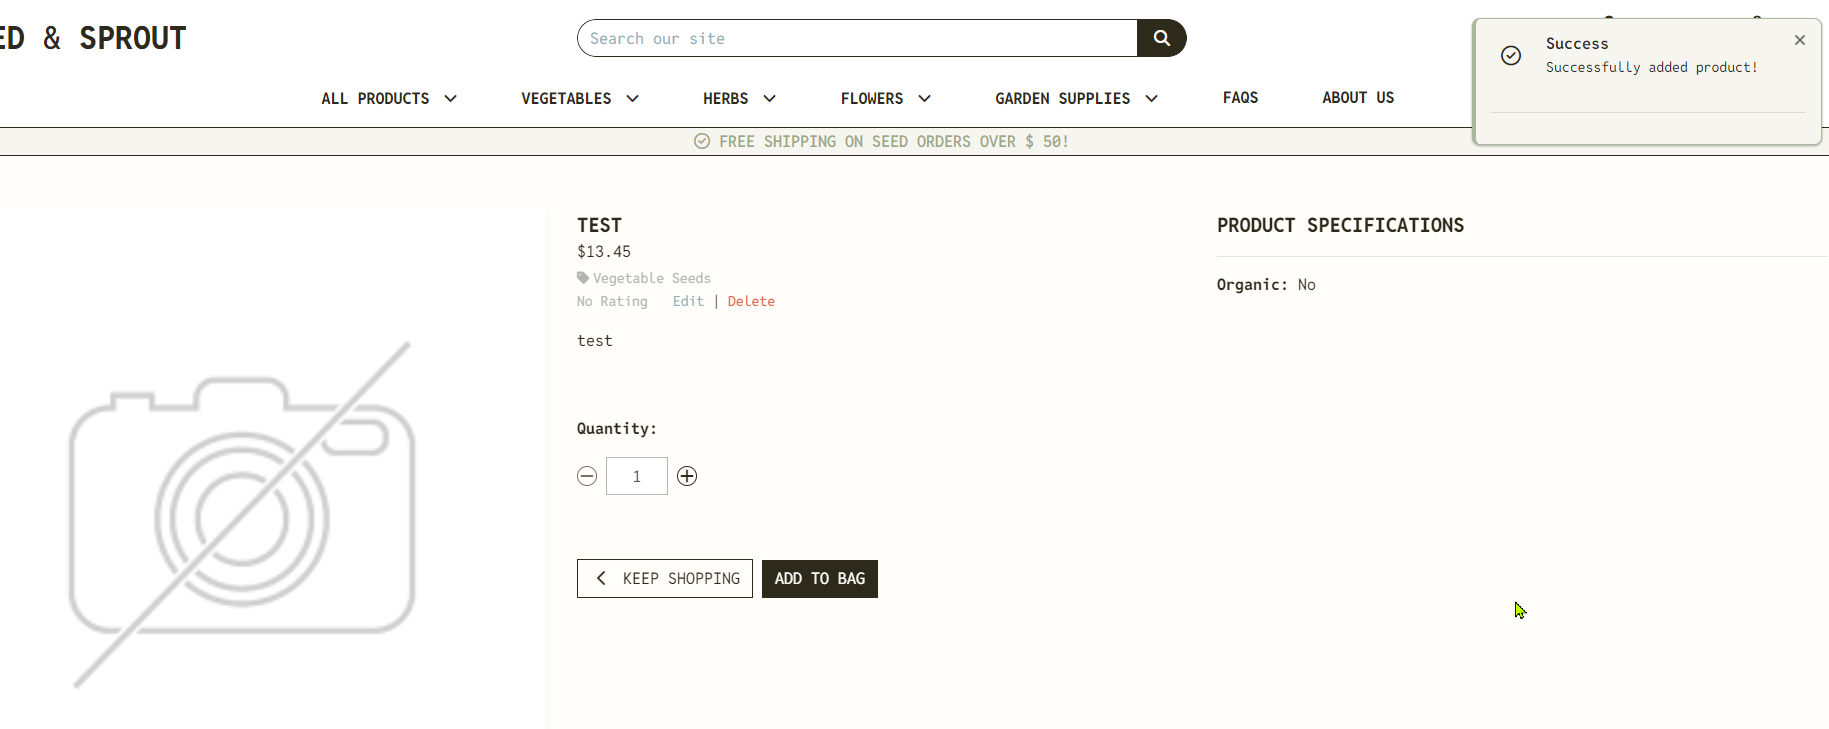 ED & SPROUT
Search our site
Success
Successfully added product!
ALL PRODUCTS VEGETABLES HERBS FLOWERS GARDEN SUPPLIES FAQS ABOUT US
FREE SHIPPING ON SEED ORDERS OVER $ 50!
TEST
$13.45
Vegetable Seeds
No Rating Edit | Delete
test
Quantity:
1
KEEP SHOPPING ADD TO BAG
PRODUCT SPECIFICATIONS
Organic: No